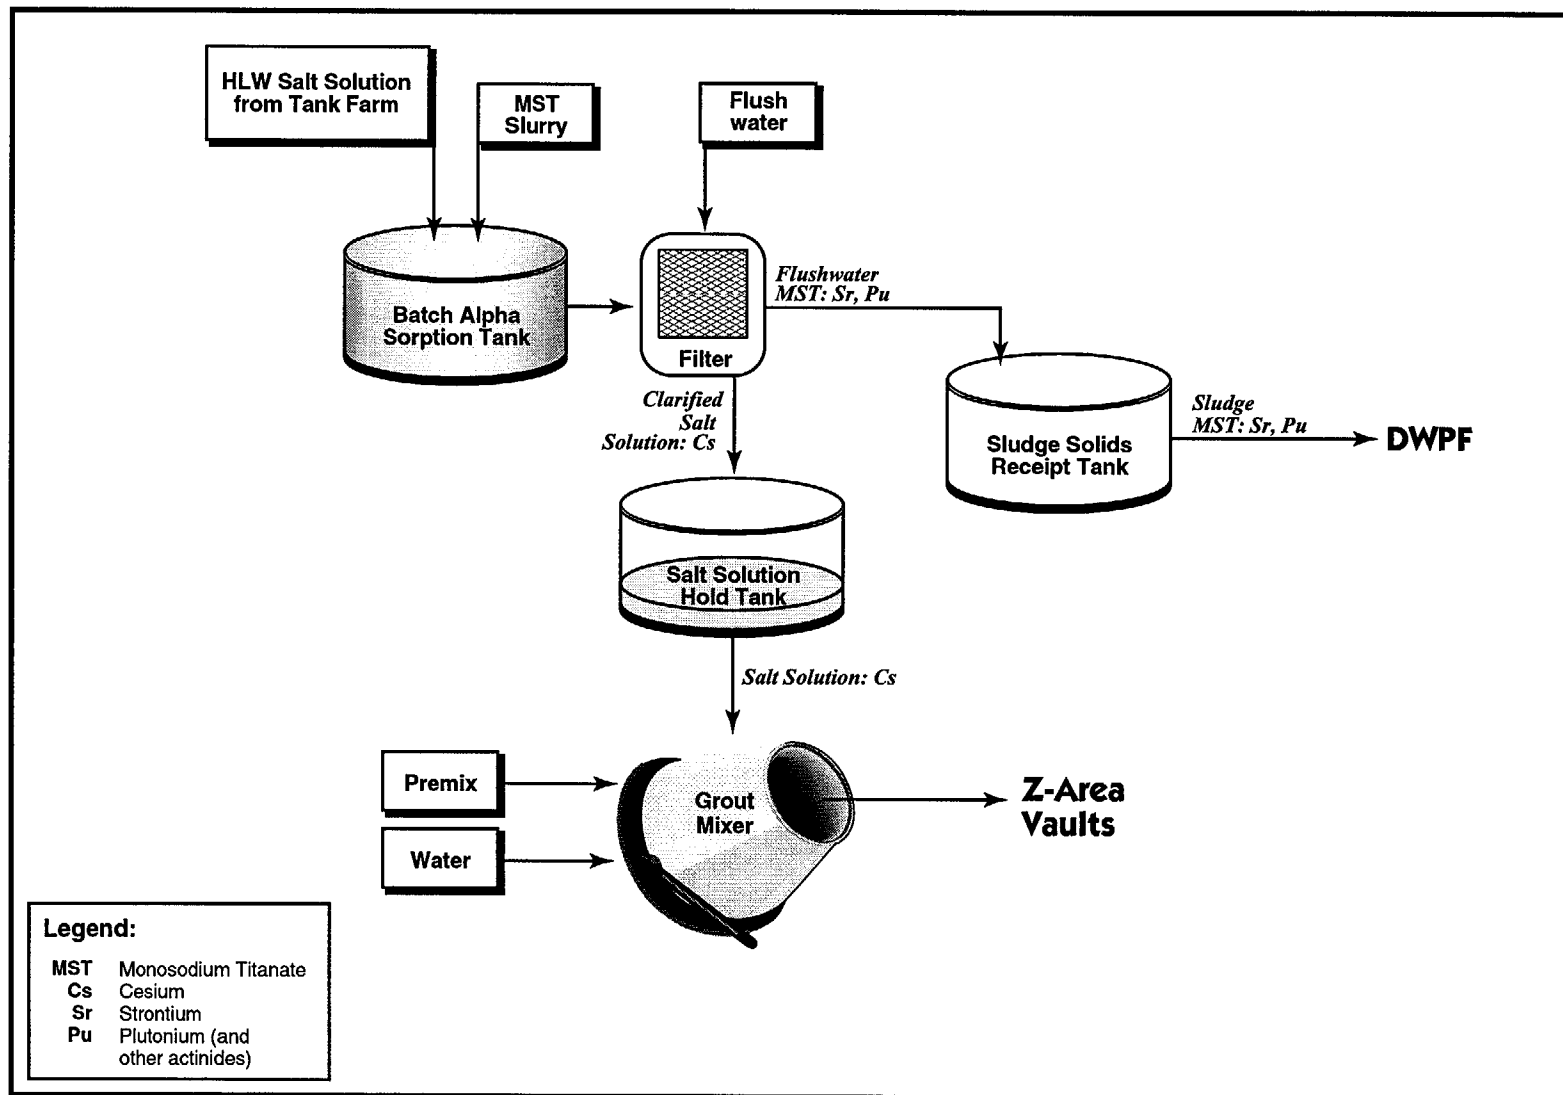 HLW Salt Solution
from Tank Farm
MST
Slurry
Flush
water
Batch Alpha
Sorption Tank
Filter
Flushwater
MST: Sr, Pu
Clarified
Salt
Solution: Cs
Sludge Solids
Receipt Tank
Sludge
MST: Sr, Pu
DWPF
Salt Solution
Hold Tank
Salt Solution: Cs
Premix
Water
Grout
Mixer
Z-Area
Vaults
Legend:
MST Monosodium Titanate
Cs Cesium
Sr Strontium
Pu Plutonium (and
other actinides)